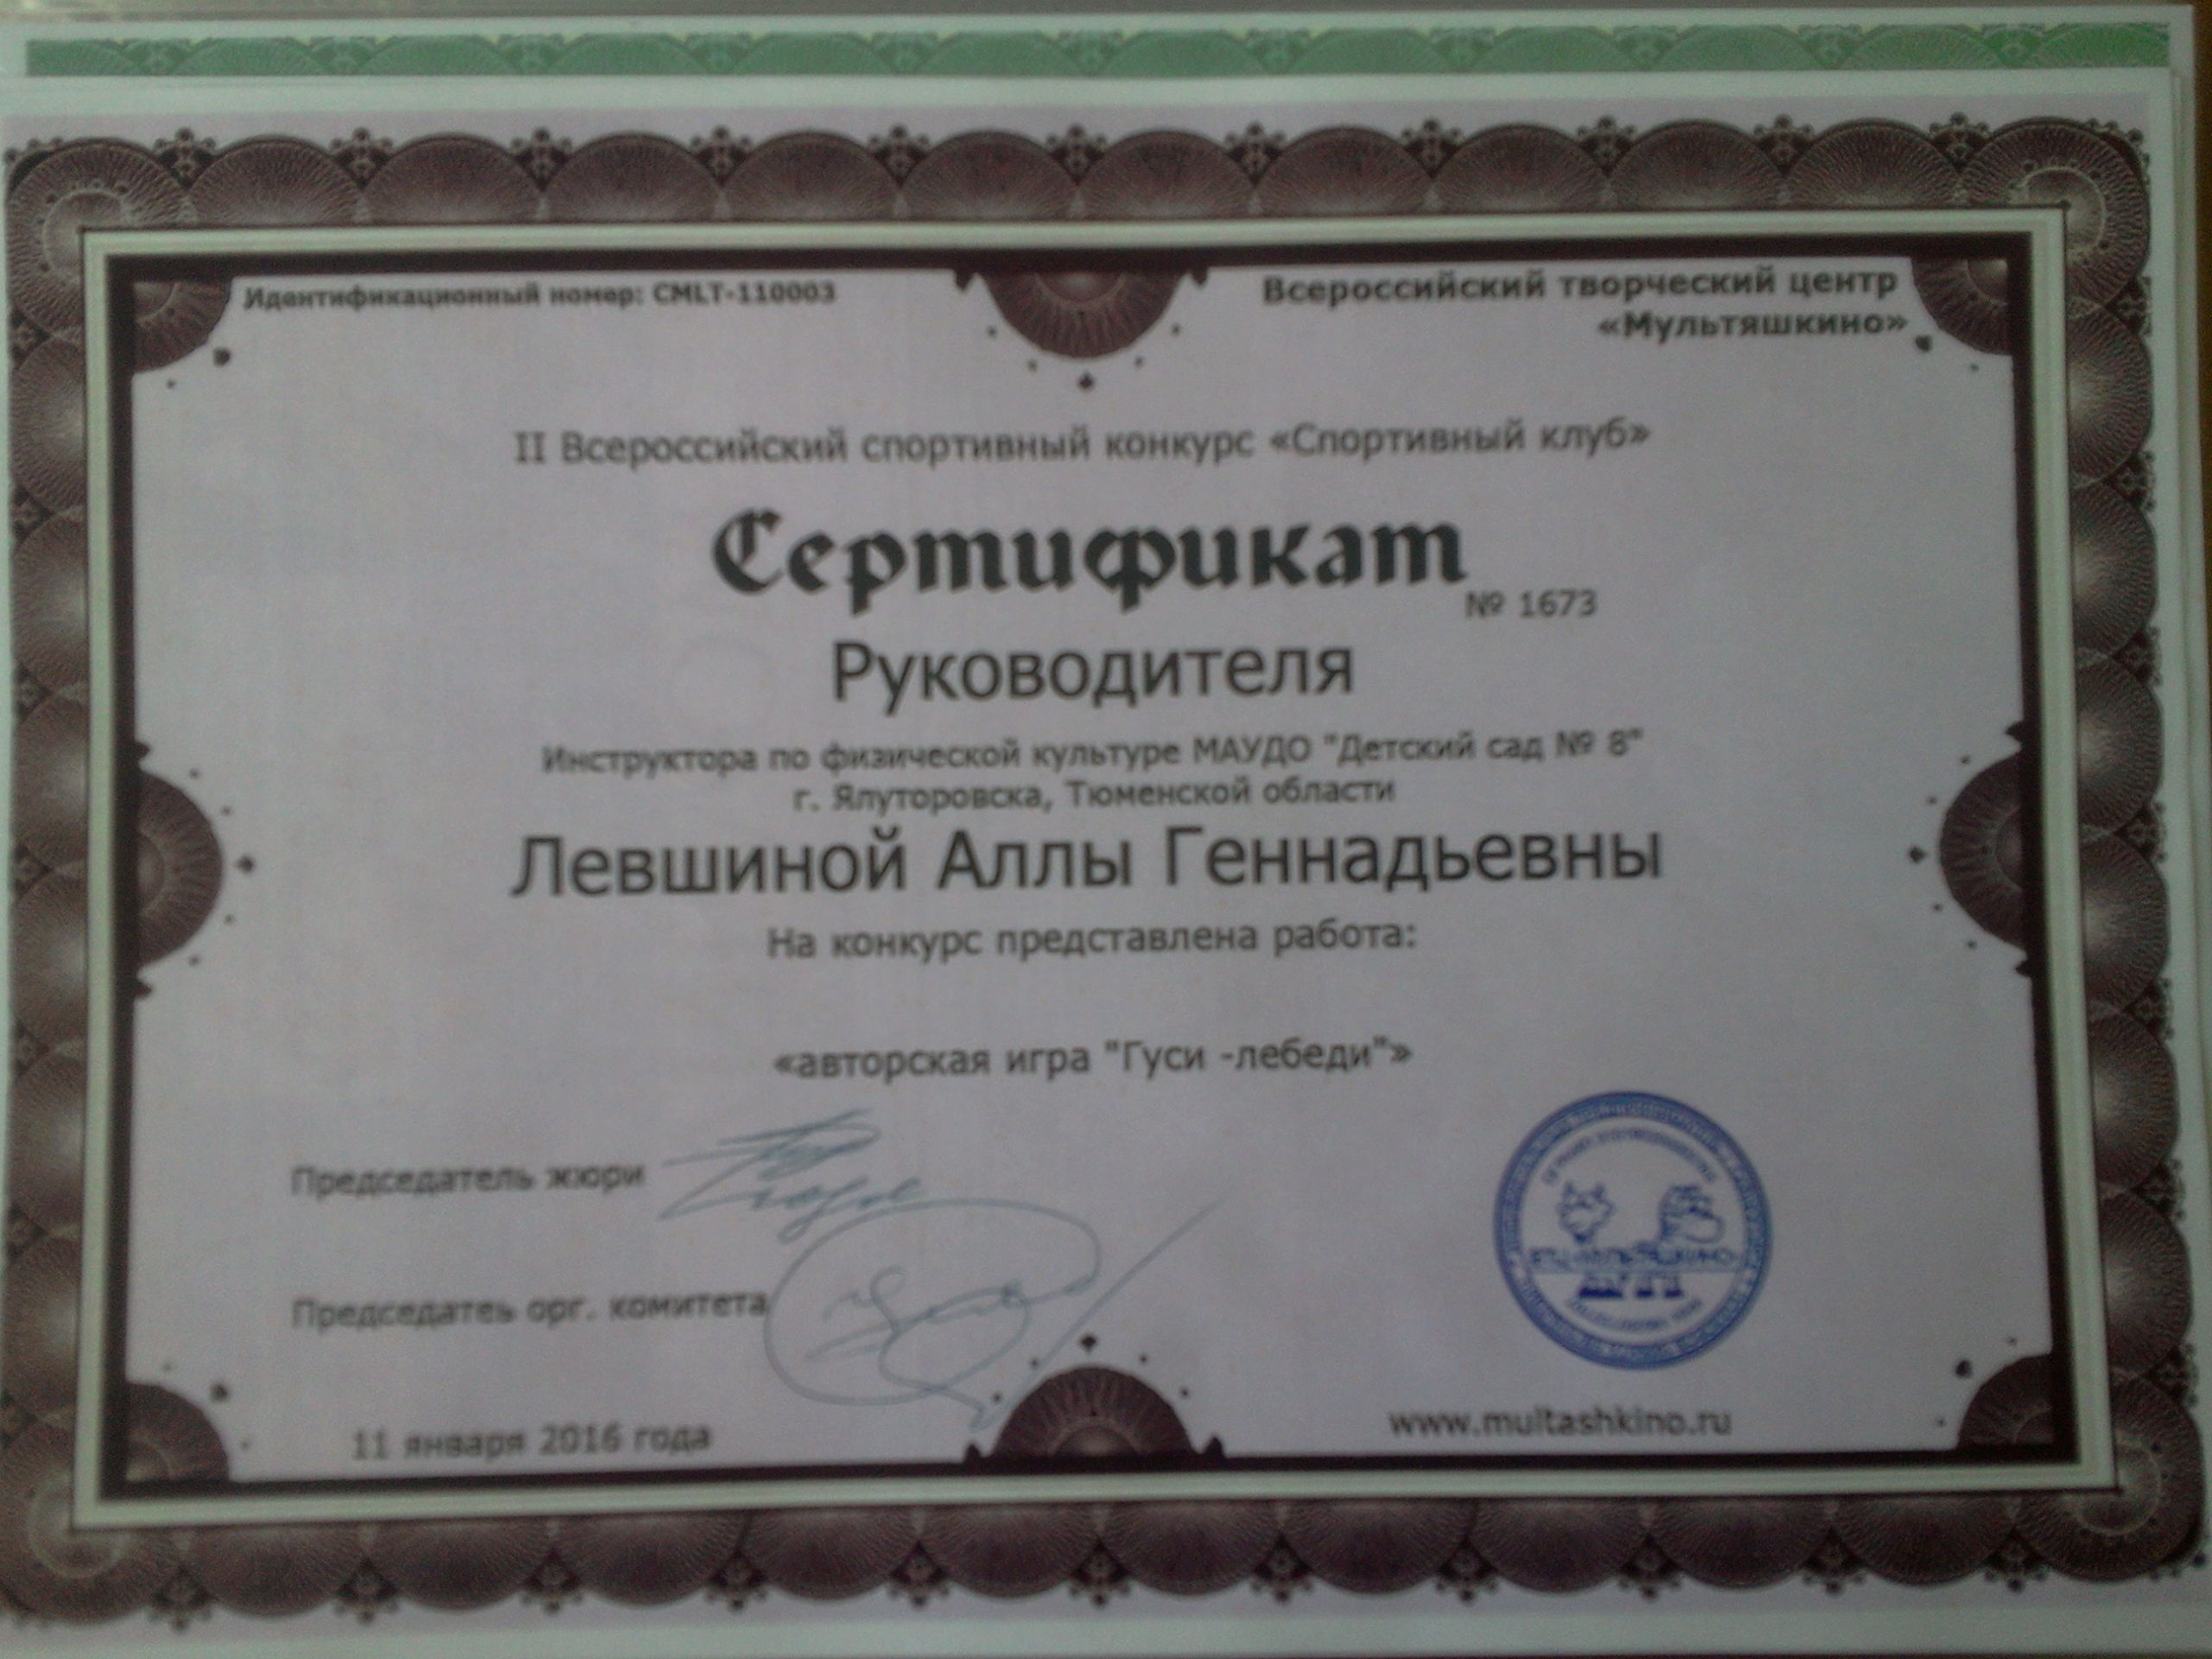 Идентификационный номер: CMLT-110003
Всероссийский творческий центр
«Мультяшкино»
II Всероссийский спортивный конкурс «Спортивный клуб»
Сертификат
№ 1673
Руководителя
Инструктора по физической культуре МАУДО "Детский сад № 8"
г. Ялуторовска, Тюменской области
Левшиной Аллы Геннадьевны
На конкурс представлена работа:
«авторская игра "Гуси -лебеди"»
Председатель жюри
Председатеь орг. комитета
11 января 2016 года
www.multashkino.ru